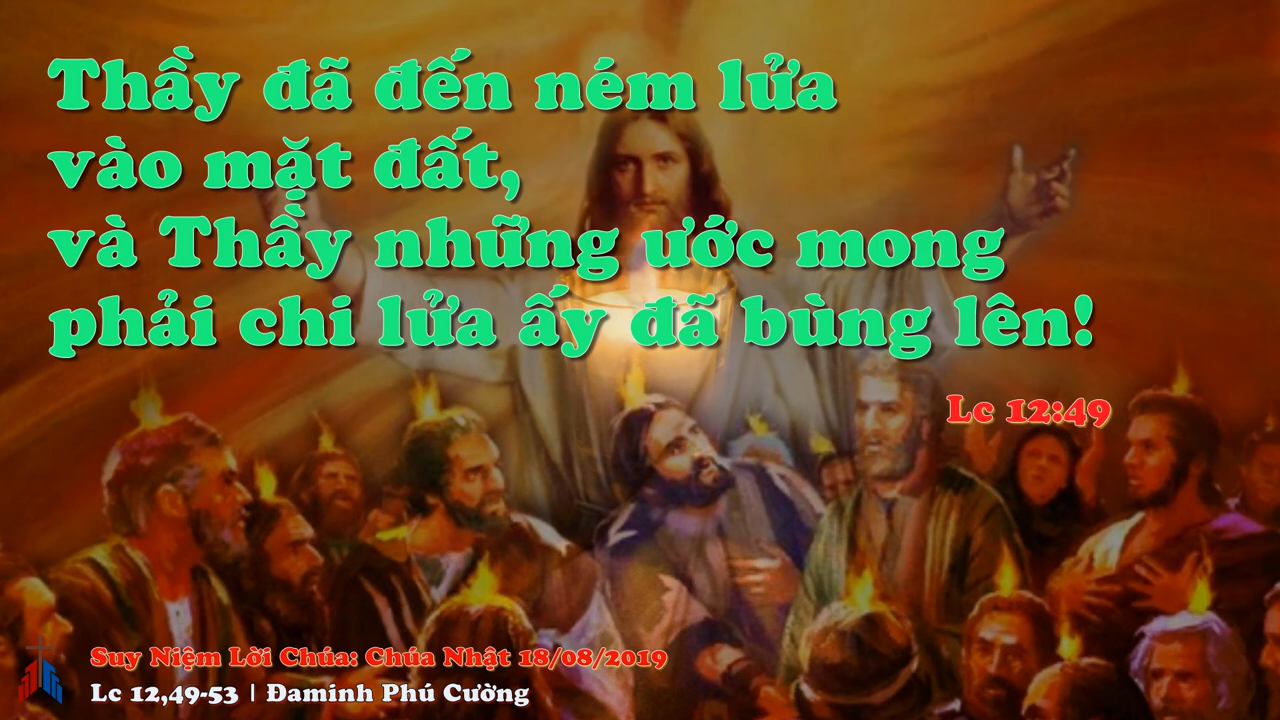 Thầy đã đến ném lửa
vào mặt đất,
và Thầy những ước mong
phải chi lửa ấy đã bùng lên!
Lc 12:49
Suy Niệm Lời Chúa: Chúa Nhật 18/08/2019
Lc 12,49-53 | Đaminh Phú Cường